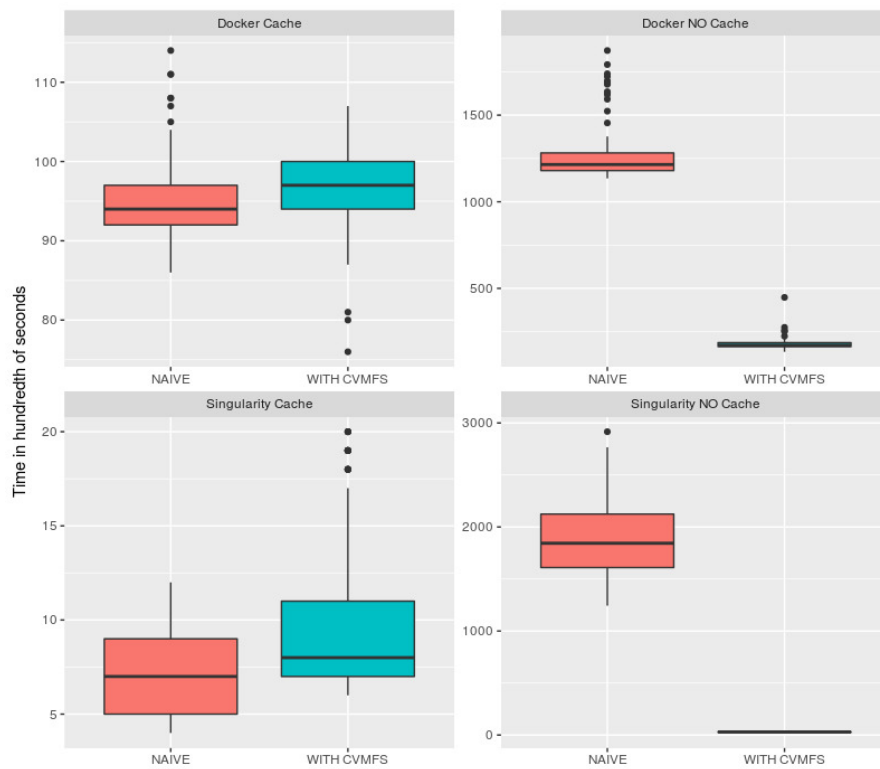 Docker Cache
Docker NO Cache
110
100
90
80
1500
1000
500
NAIVE
WITH CVMFS
NAIVE
WITH CVMFS
Time in hundredth of seconds
Singularity Cache
Singularity NO Cache
20
15
10
5
3000
2000
1000
0
NAIVE
WITH CVMFS
NAIVE
WITH CVMFS